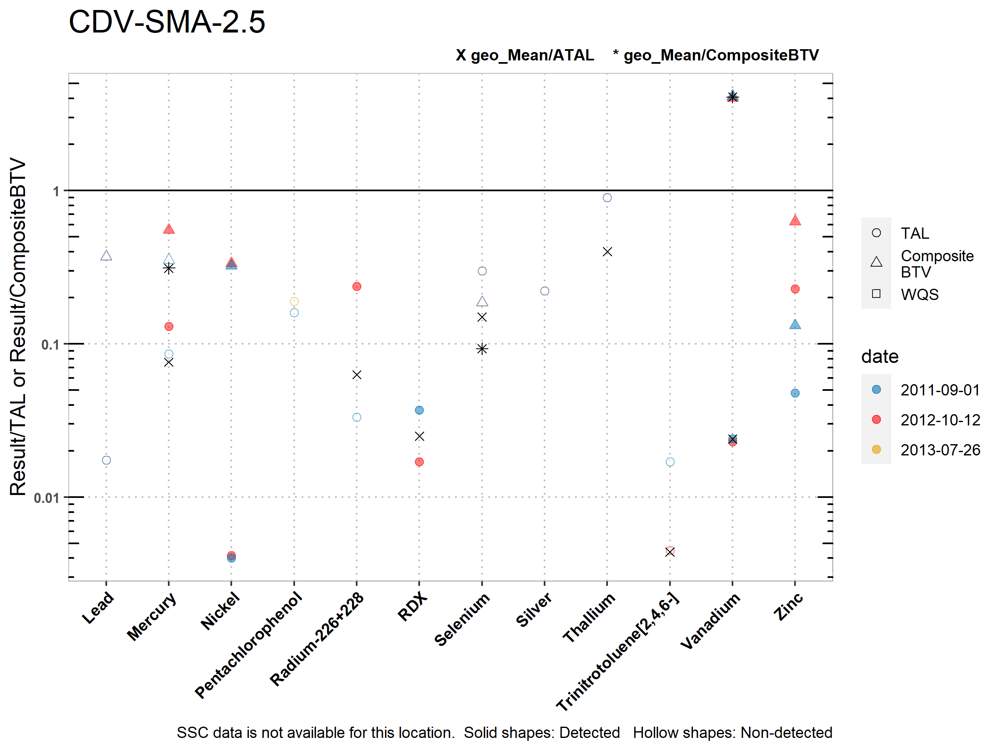 CDV-SMA-2.5
X geo_Mean/ATAL * geo_Mean/CompositeBTV
Result/TAL or Result/CompositeBTV
1
0.1
0.01
Lead
Mercury
Nickel
Pentachlorophenol
Radium-226+228
RDX
Selenium
Silver
Thallium
Trinitrotoluene[2,4,6-]
Vanadium
Zinc
TAL
Composite
BTV
WQS
date
2011-09-01
2012-10-12
2013-07-26
SSC data is not available for this location. Solid shapes: Detected Hollow shapes: Non-detected